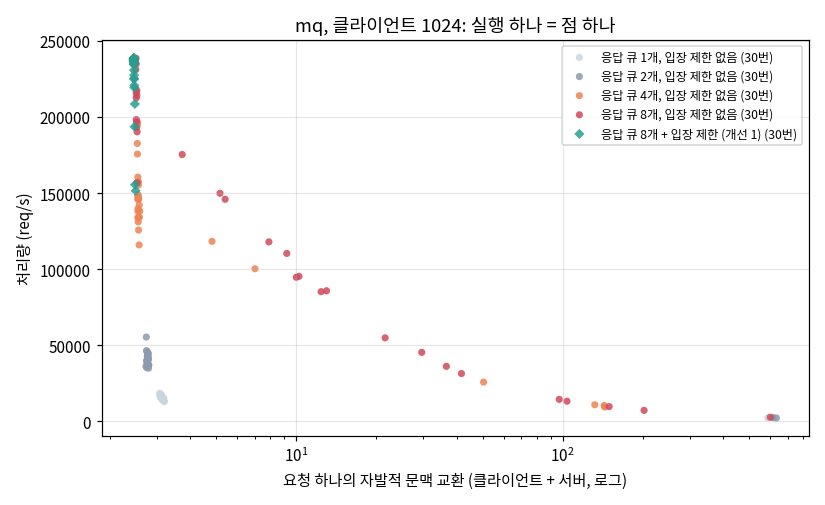 mq, 클라이언트 1024: 실행 하나 = 점 하나
처리량 (req/s)
250000
200000
150000
100000
50000
0
응답 큐 1개, 입장 제한 없음 (30번)
응답 큐 2개, 입장 제한 없음 (30번)
응답 큐 4개, 입장 제한 없음 (30번)
응답 큐 8개, 입장 제한 없음 (30번)
응답 큐 8개 + 입장 제한 (개선 1) (30번)
10¹ 10²
요청 하나의 자발적 문맥 교환 (클라이언트 + 서버, 로그)